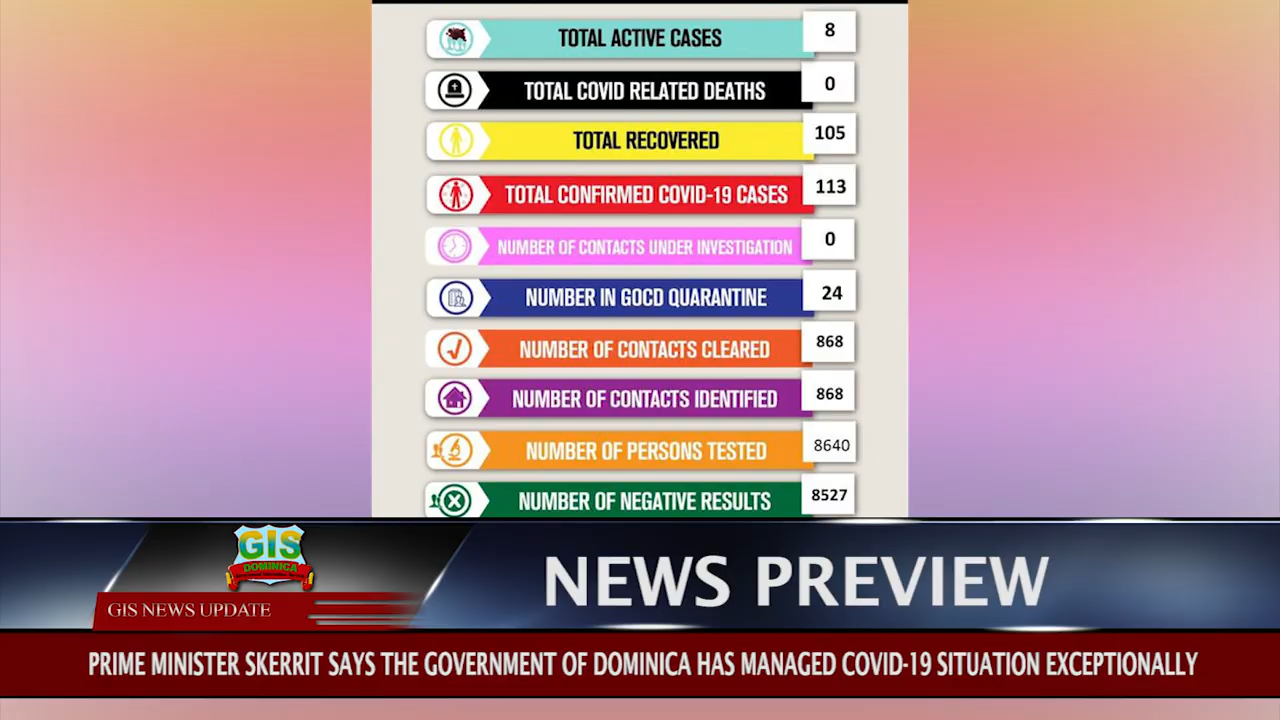 TOTAL ACTIVE CASES 8
TOTAL COVID RELATED DEATHS 0
TOTAL RECOVERED 105
TOTAL CONFIRMED COVID-19 CASES 113
NUMBER OF CONTACTS UNDER INVESTIGATION 0
NUMBER IN GOCD QUARANTINE 24
NUMBER OF CONTACTS CLEARED 868
NUMBER OF CONTACTS IDENTIFIED 868
NUMBER OF PERSONS TESTED 8640
NUMBER OF NEGATIVE RESULTS 8527
GIS
DOMINICA
GIS NEWS UPDATE
NEWS PREVIEW
PRIME MINISTER SKERRIT SAYS THE GOVERNMENT OF DOMINICA HAS MANAGED COVID-19 SITUATION EXCEPTIONALLY